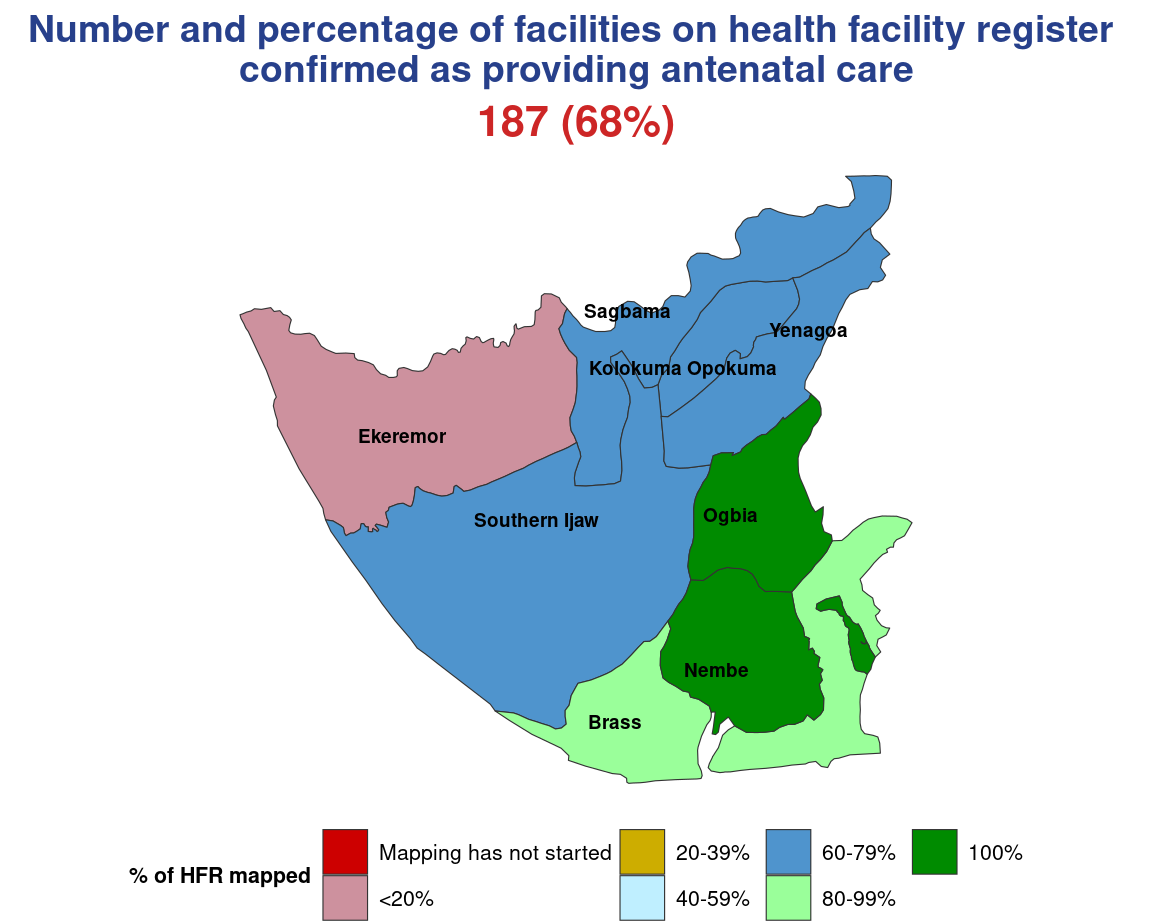 Number and percentage of facilities on health facility register
confirmed as providing antenatal care
187 (68%)
Sagbama
Yenagoa
Kolokuma Opokuma
Ekeremor
Ogbia
Southern Ijaw
Nembe
Brass
% of HFR mapped
Mapping has not started
<20%
20-39%
40-59%
60-79%
80-99%
100%